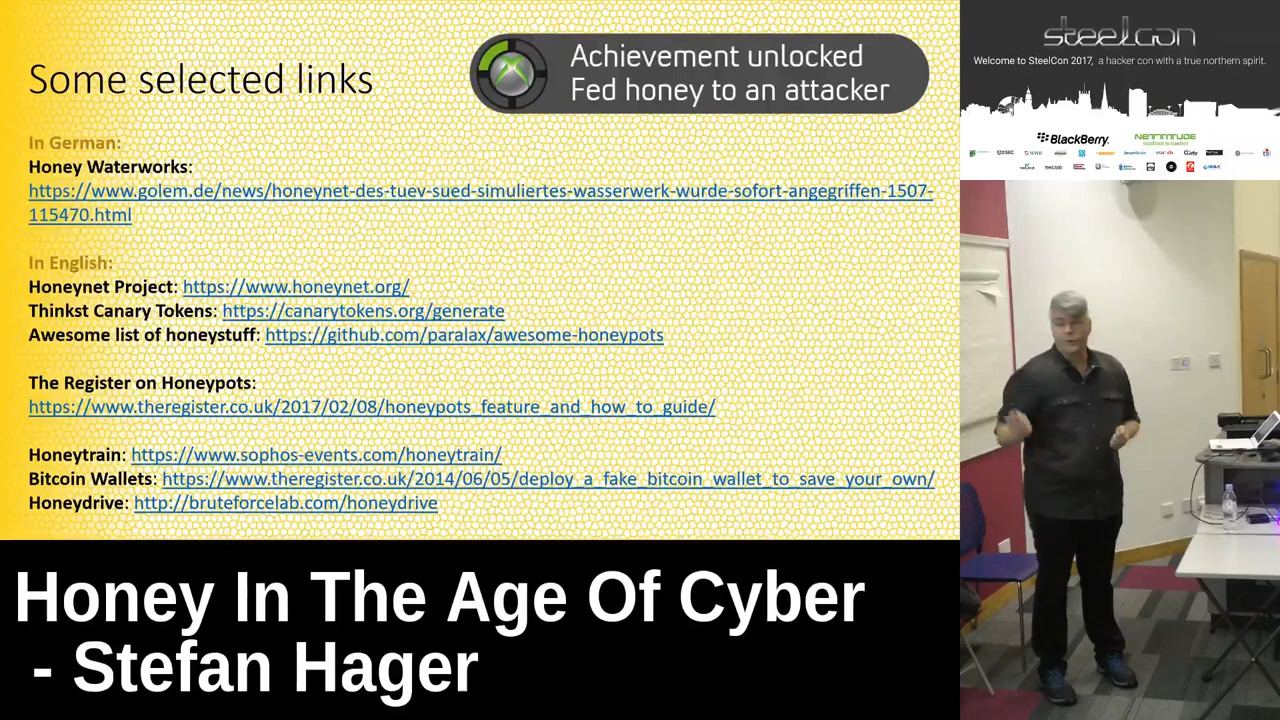 Some selected links
Achievement unlocked
Fed honey to an attacker
In German:
Honey Waterworks:
https://www.golem.de/news/honeynet-des-tuev-sued-simuliertes-wasserwerk-wurde-sofort-angegriffen-1507-
115470.html
In English:
Honeynet Project: https://www.honeynet.org/
Thinkst Canary Tokens: https://canarytokens.org/generate
Awesome list of honeystuff: https://github.com/paralax/awesome-honeypots
The Register on Honeypots:
https://www.theregister.co.uk/2017/02/08/honeypots_feature_and_how_to_guide/
Honeytrain: https://www.sophos-events.com/honeytrain/
Bitcoin Wallets: https://www.theregister.co.uk/2014/06/05/deploy_a_fake_bitcoin_wallet_to_save_your_own/
Honeydrive: http://bruteforcelab.com/honeydrive
Honey In The Age Of Cyber
- Stefan Hager
steelcon
Welcome to SteelCon 2017, a hacker con with a true northern spirit.
BlackBerry
NETTITUDE